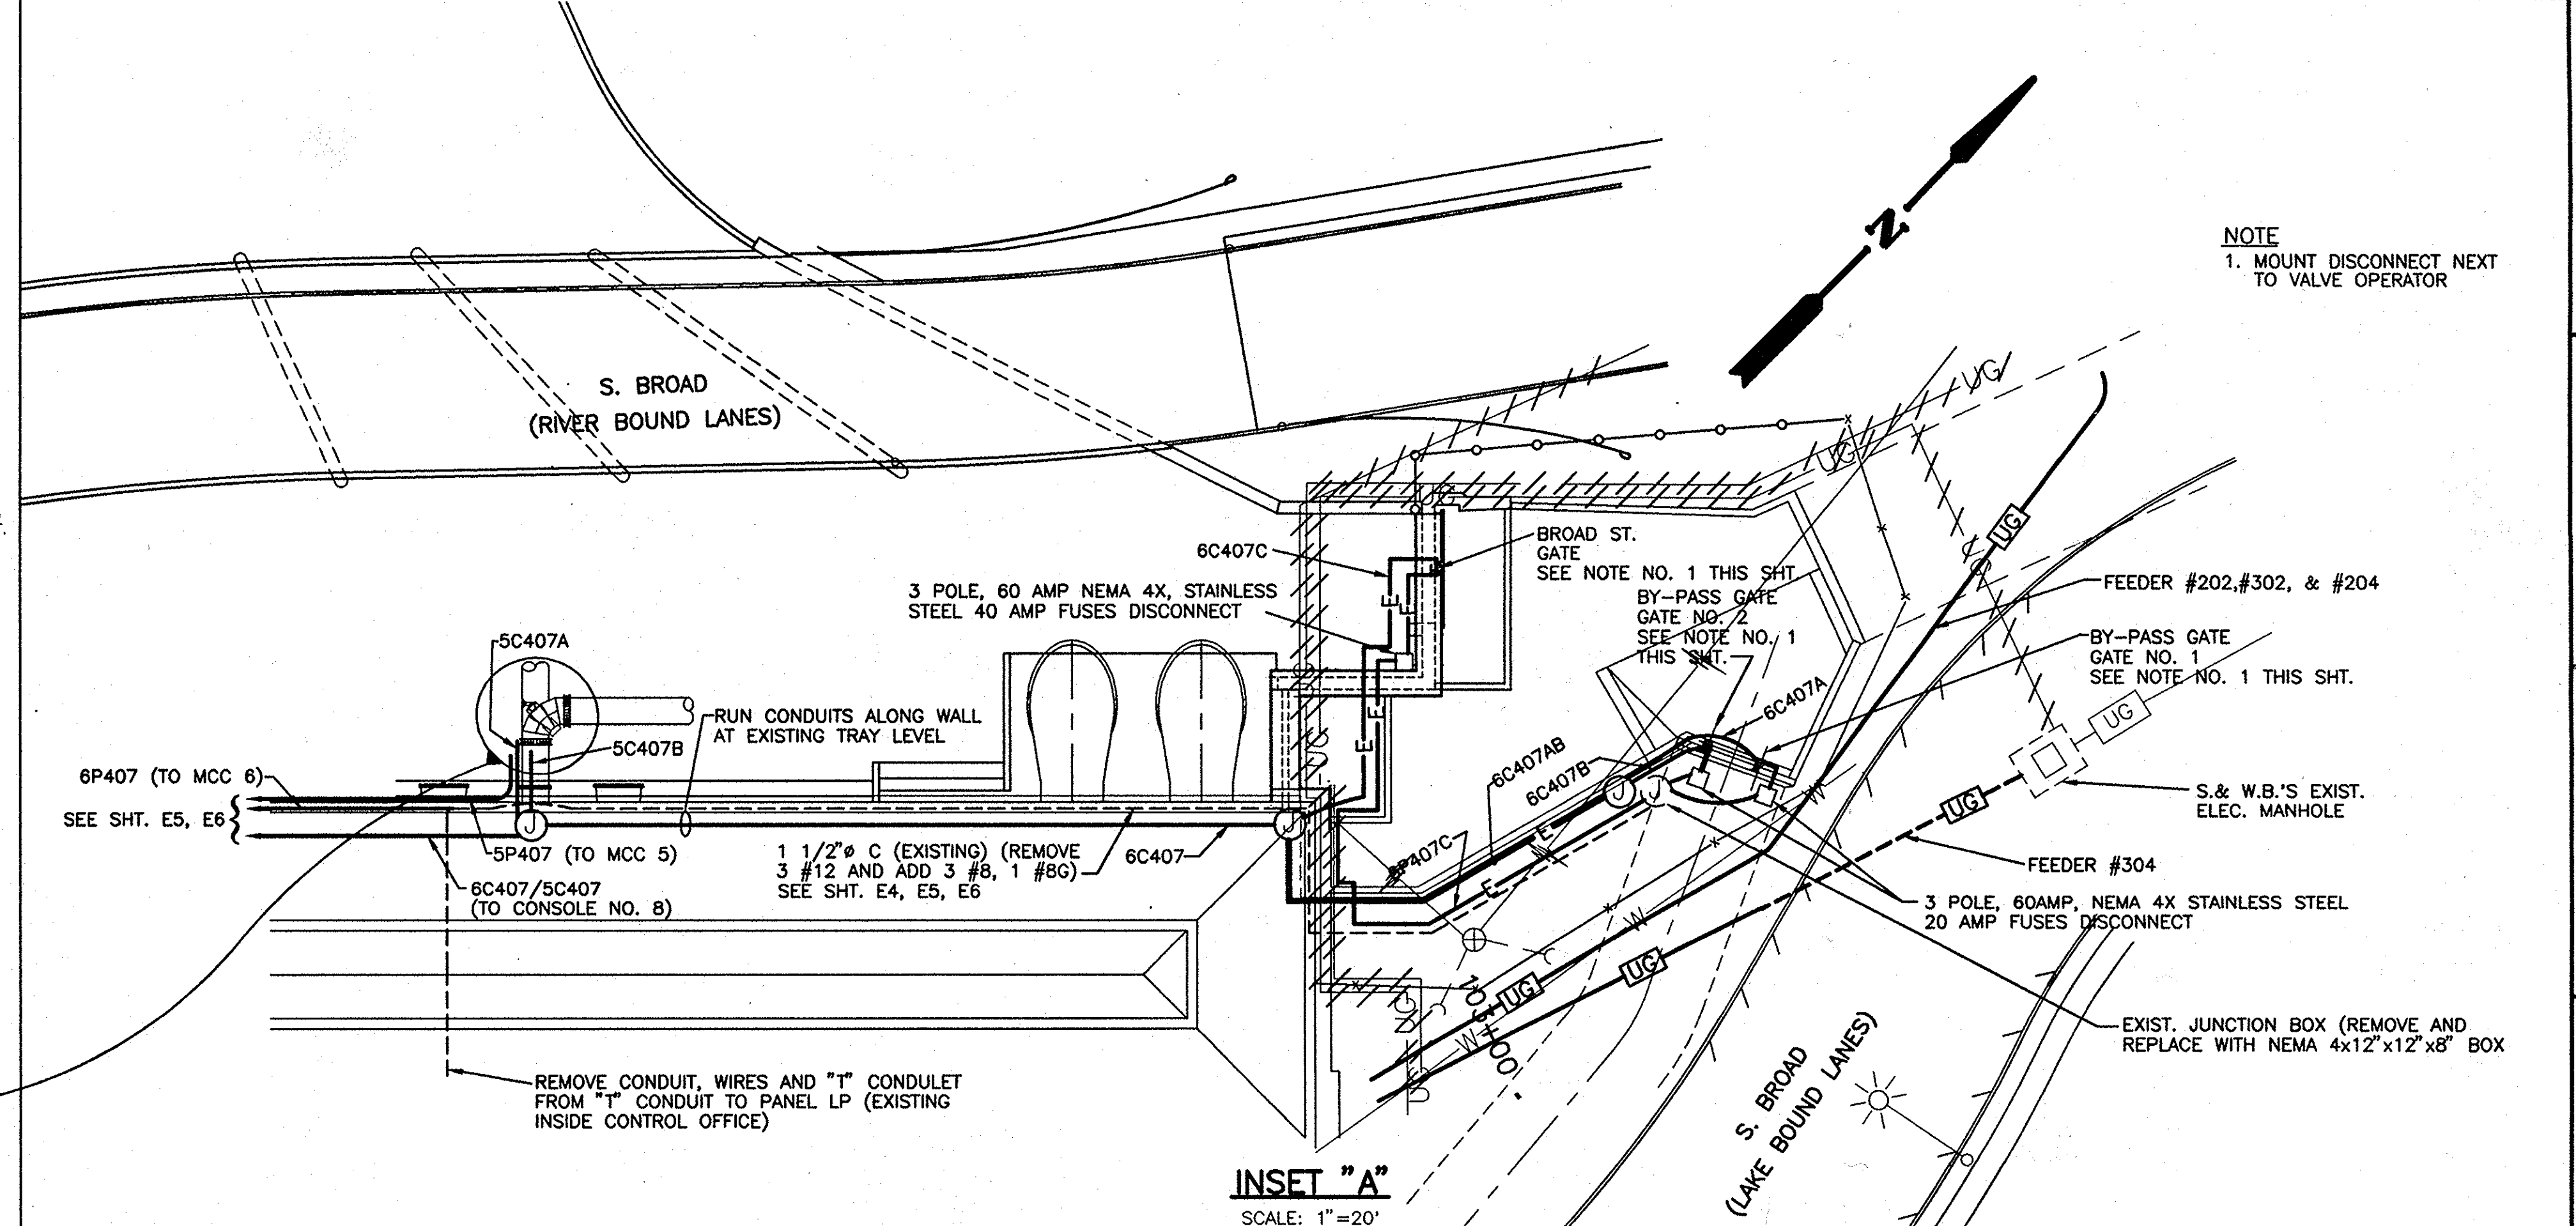 N
NOTE
1. MOUNT DISCONNECT NEXT
TO VALVE OPERATOR
S. BROAD
(RIVER BOUND LANES)
UG
UG
UG
BROAD ST.
GATE
SEE NOTE NO. 1 THIS SHT.
6C407C
3 POLE, 60 AMP NEMA 4X, STAINLESS
STEEL 40 AMP FUSES DISCONNECT
BY-PASS GATE
GATE NO. 2
SEE NOTE NO. 1
THIS SHT.
FEEDER #202,#302, & #204
BY-PASS GATE
GATE NO. 1
SEE NOTE NO. 1 THIS SHT.
E
E
E
E
5C407A
5C407B
RUN CONDUITS ALONG WALL
AT EXISTING TRAY LEVEL
6C407A
6C407AB
6C407B
UG
UG
S.& W.B.'S EXIST.
ELEC. MANHOLE
6P407 (TO MCC 6)
SEE SHT. E5, E6
J
J
J
J
5P407 (TO MCC 5)
6C407/5C407
(TO CONSOLE NO. 8)
1 1/2"ø C (EXISTING) (REMOVE
3 #12 AND ADD 3 #8, 1 #8G)
SEE SHT. E4, E5, E6
6C407
6P407C
E
E
W
W
W
FEEDER #304
3 POLE, 60AMP, NEMA 4X STAINLESS STEEL
20 AMP FUSES DISCONNECT
UG
UG
UG
103+00
EXIST. JUNCTION BOX (REMOVE AND
REPLACE WITH NEMA 4x12"x12"x8" BOX
REMOVE CONDUIT, WIRES AND "T" CONDULET
FROM "T" CONDUIT TO PANEL LP (EXISTING
INSIDE CONTROL OFFICE)
S. BROAD
(LAKE BOUND LANES)
INSET "A"
SCALE: 1"=20'